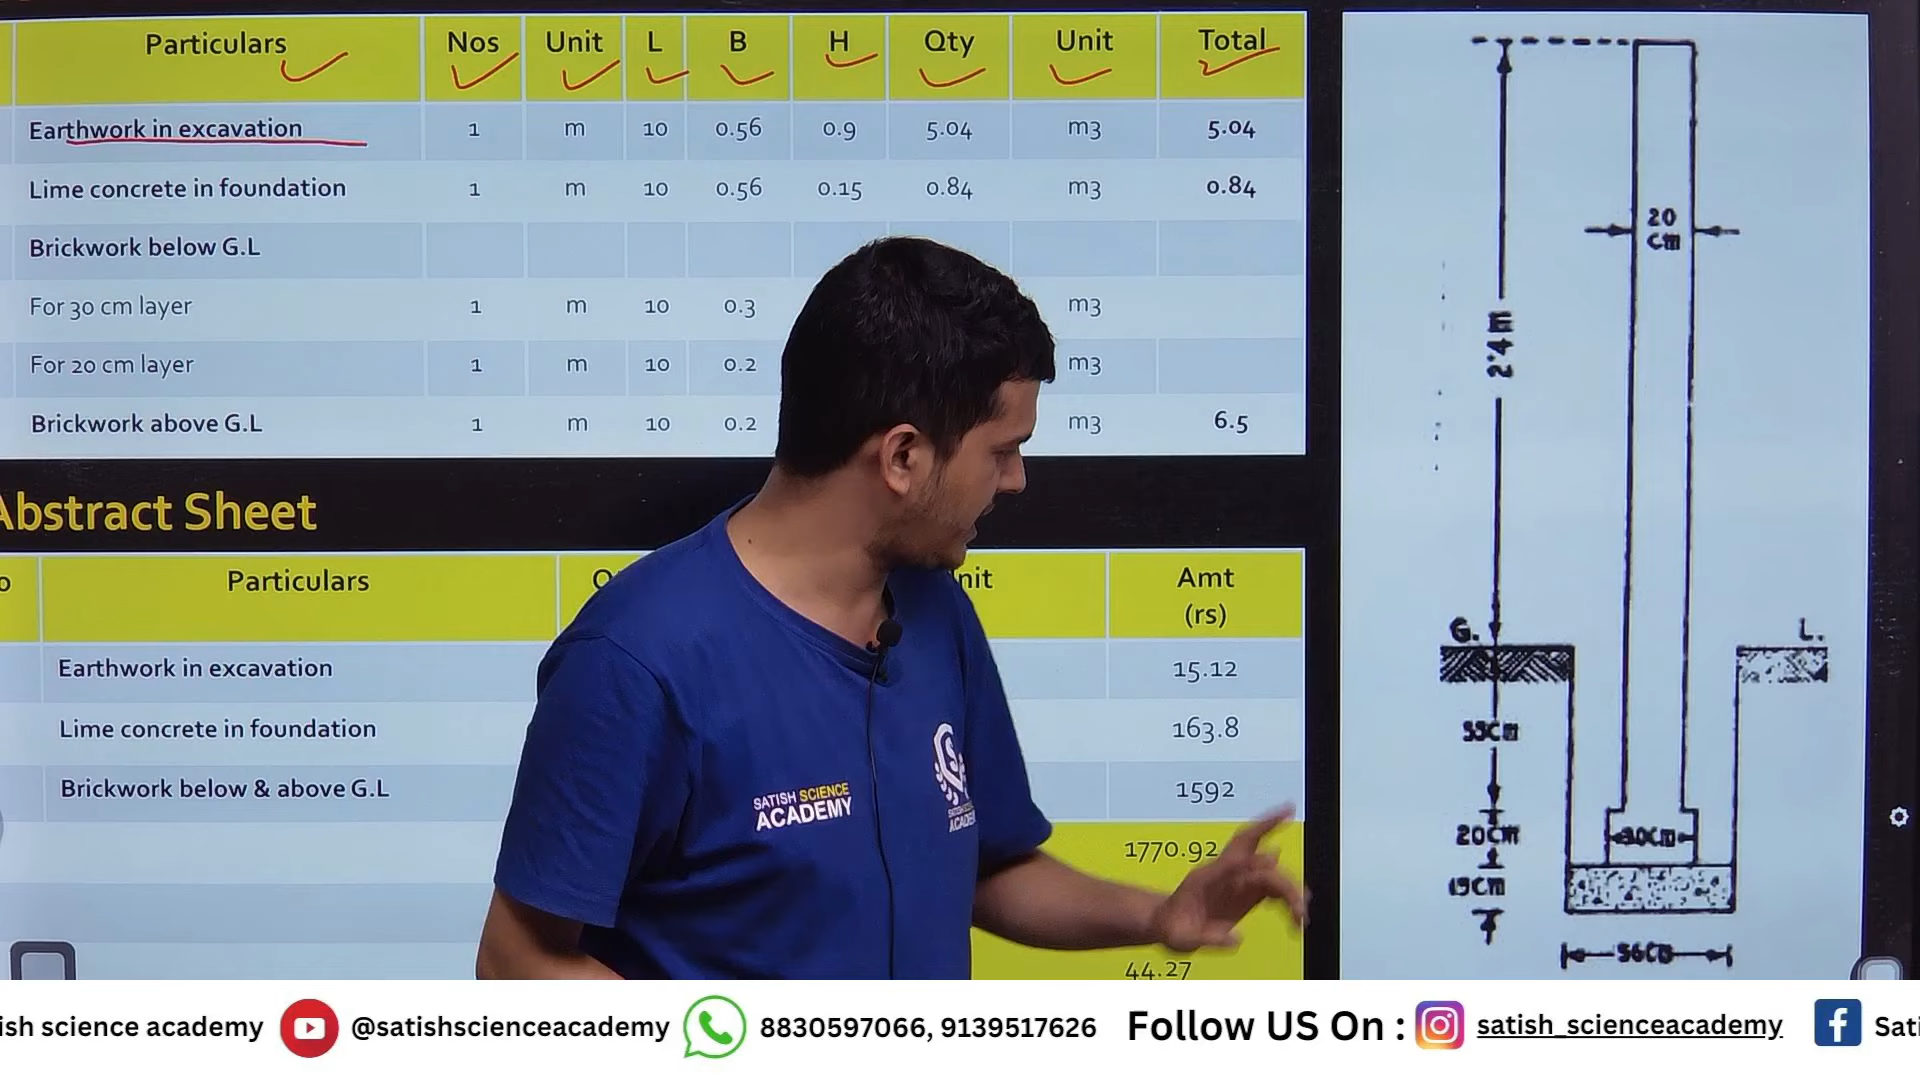 Particulars Nos Unit L B H Qty Unit Total
Earthwork in excavation 1 m 10 0.56 0.9 5.04 m3 5.04
Lime concrete in foundation 1 m 10 0.56 0.15 0.84 m3 0.84
Brickwork below G.L
For 30 cm layer 1 m 10 0.3 m3
For 20 cm layer 1 m 10 0.2 m3
Brickwork above G.L 1 m 10 0.2 m3 6.5
Abstract Sheet
Particulars Amt
(rs)
Earthwork in excavation 15.12
Lime concrete in foundation 163.8
Brickwork below & above G.L 1592
1770.92
44.27
20
cm
2.4m
G. L.
55cm
20cm 30cm
56cm
SATISH SCIENCE
ACADEMY
ish science academy @satishscienceacademy 8830597066, 9139517626 Follow US On : satish_scienceacademy Sati